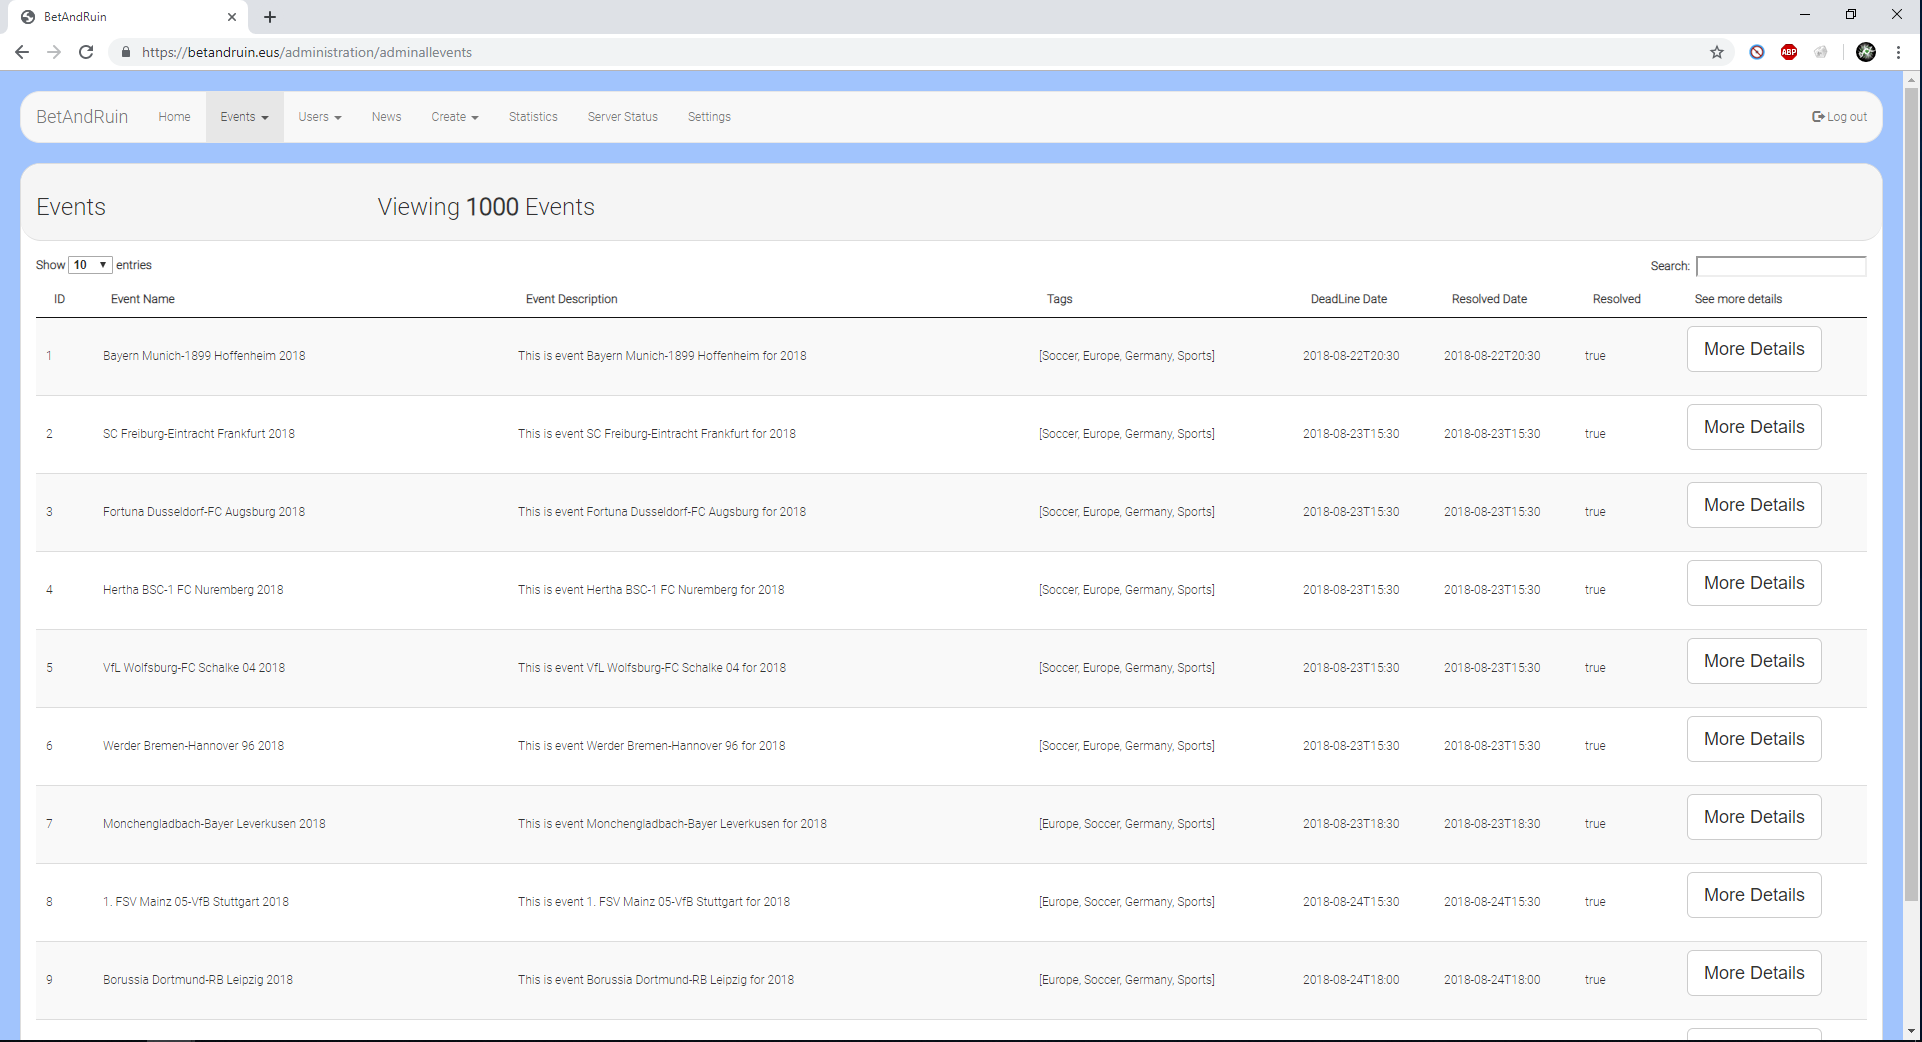 BetAndRuin
https://betandruin.eus/administration/adminallevents
ABP
BetAndRuin Home Events Users News Create Statistics Server Status Settings Log out
Events Viewing 1000 Events
Show 10 entries Search:
ID Event Name Event Description Tags DeadLine Date Resolved Date Resolved See more details
1 Bayern Munich-1899 Hoffenheim 2018 This is event Bayern Munich-1899 Hoffenheim for 2018 [Soccer, Europe, Germany, Sports] 2018-08-22T20:30 2018-08-22T20:30 true More Details
2 SC Freiburg-Eintracht Frankfurt 2018 This is event SC Freiburg-Eintracht Frankfurt for 2018 [Soccer, Europe, Germany, Sports] 2018-08-23T15:30 2018-08-23T15:30 true More Details
3 Fortuna Dusseldorf-FC Augsburg 2018 This is event Fortuna Dusseldorf-FC Augsburg for 2018 [Soccer, Europe, Germany, Sports] 2018-08-23T15:30 2018-08-23T15:30 true More Details
4 Hertha BSC-1 FC Nuremberg 2018 This is event Hertha BSC-1 FC Nuremberg for 2018 [Soccer, Europe, Germany, Sports] 2018-08-23T15:30 2018-08-23T15:30 true More Details
5 VfL Wolfsburg-FC Schalke 04 2018 This is event VfL Wolfsburg-FC Schalke 04 for 2018 [Soccer, Europe, Germany, Sports] 2018-08-23T15:30 2018-08-23T15:30 true More Details
6 Werder Bremen-Hannover 96 2018 This is event Werder Bremen-Hannover 96 for 2018 [Soccer, Europe, Germany, Sports] 2018-08-23T15:30 2018-08-23T15:30 true More Details
7 Monchengladbach-Bayer Leverkusen 2018 This is event Monchengladbach-Bayer Leverkusen for 2018 [Europe, Soccer, Germany, Sports] 2018-08-23T18:30 2018-08-23T18:30 true More Details
8 1. FSV Mainz 05-VfB Stuttgart 2018 This is event 1. FSV Mainz 05-VfB Stuttgart for 2018 [Europe, Soccer, Germany, Sports] 2018-08-24T15:30 2018-08-24T15:30 true More Details
9 Borussia Dortmund-RB Leipzig 2018 This is event Borussia Dortmund-RB Leipzig for 2018 [Europe, Soccer, Germany, Sports] 2018-08-24T18:00 2018-08-24T18:00 true More Details